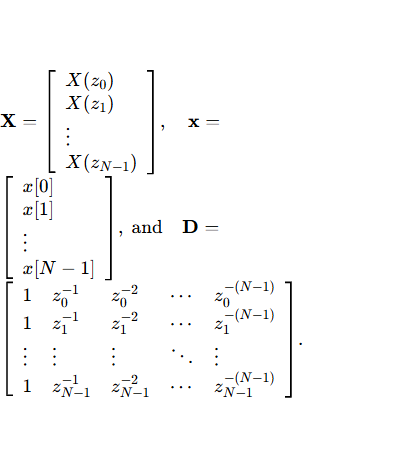 X = [ X(z_0) X(z_1) ⋮ X(z_{N−1}) ], x =
[ x[0] x[1] ⋮ x[N − 1] ], and D =
[ 1 z_0^{−1} z_0^{−2} ⋯ z_0^{−(N−1)}
1 z_1^{−1} z_1^{−2} ⋯ z_1^{−(N−1)}
⋮ ⋮ ⋮ ⋱ ⋮
1 z_{N−1}^{−1} z_{N−1}^{−2} ⋯ z_{N−1}^{−(N−1)} ].